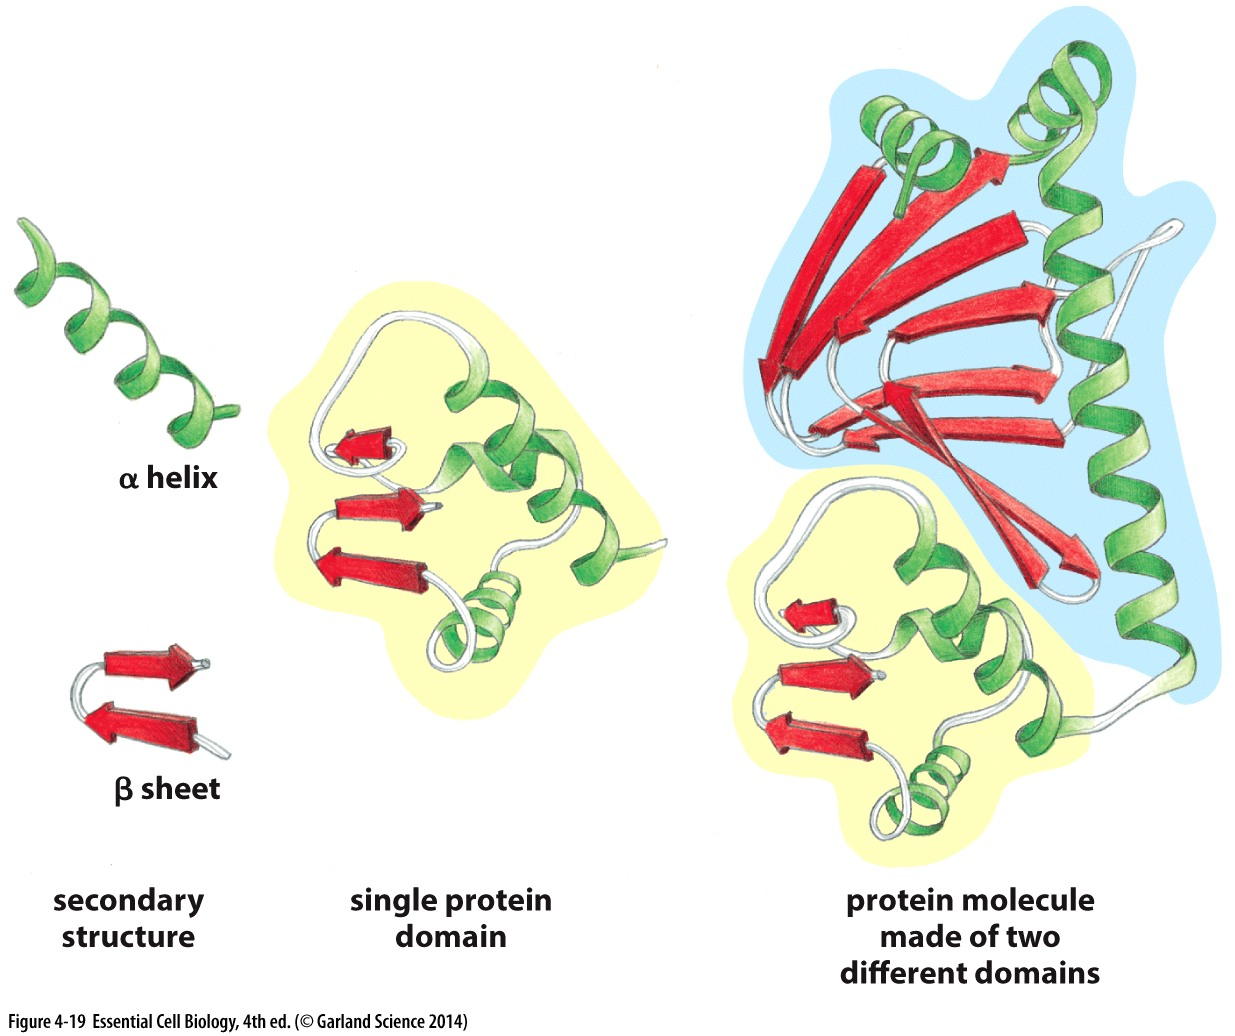 α helix
β sheet
secondary
structure
single protein
domain
protein molecule
made of two
different domains
Figure 4-19 Essential Cell Biology, 4th ed. (© Garland Science 2014)